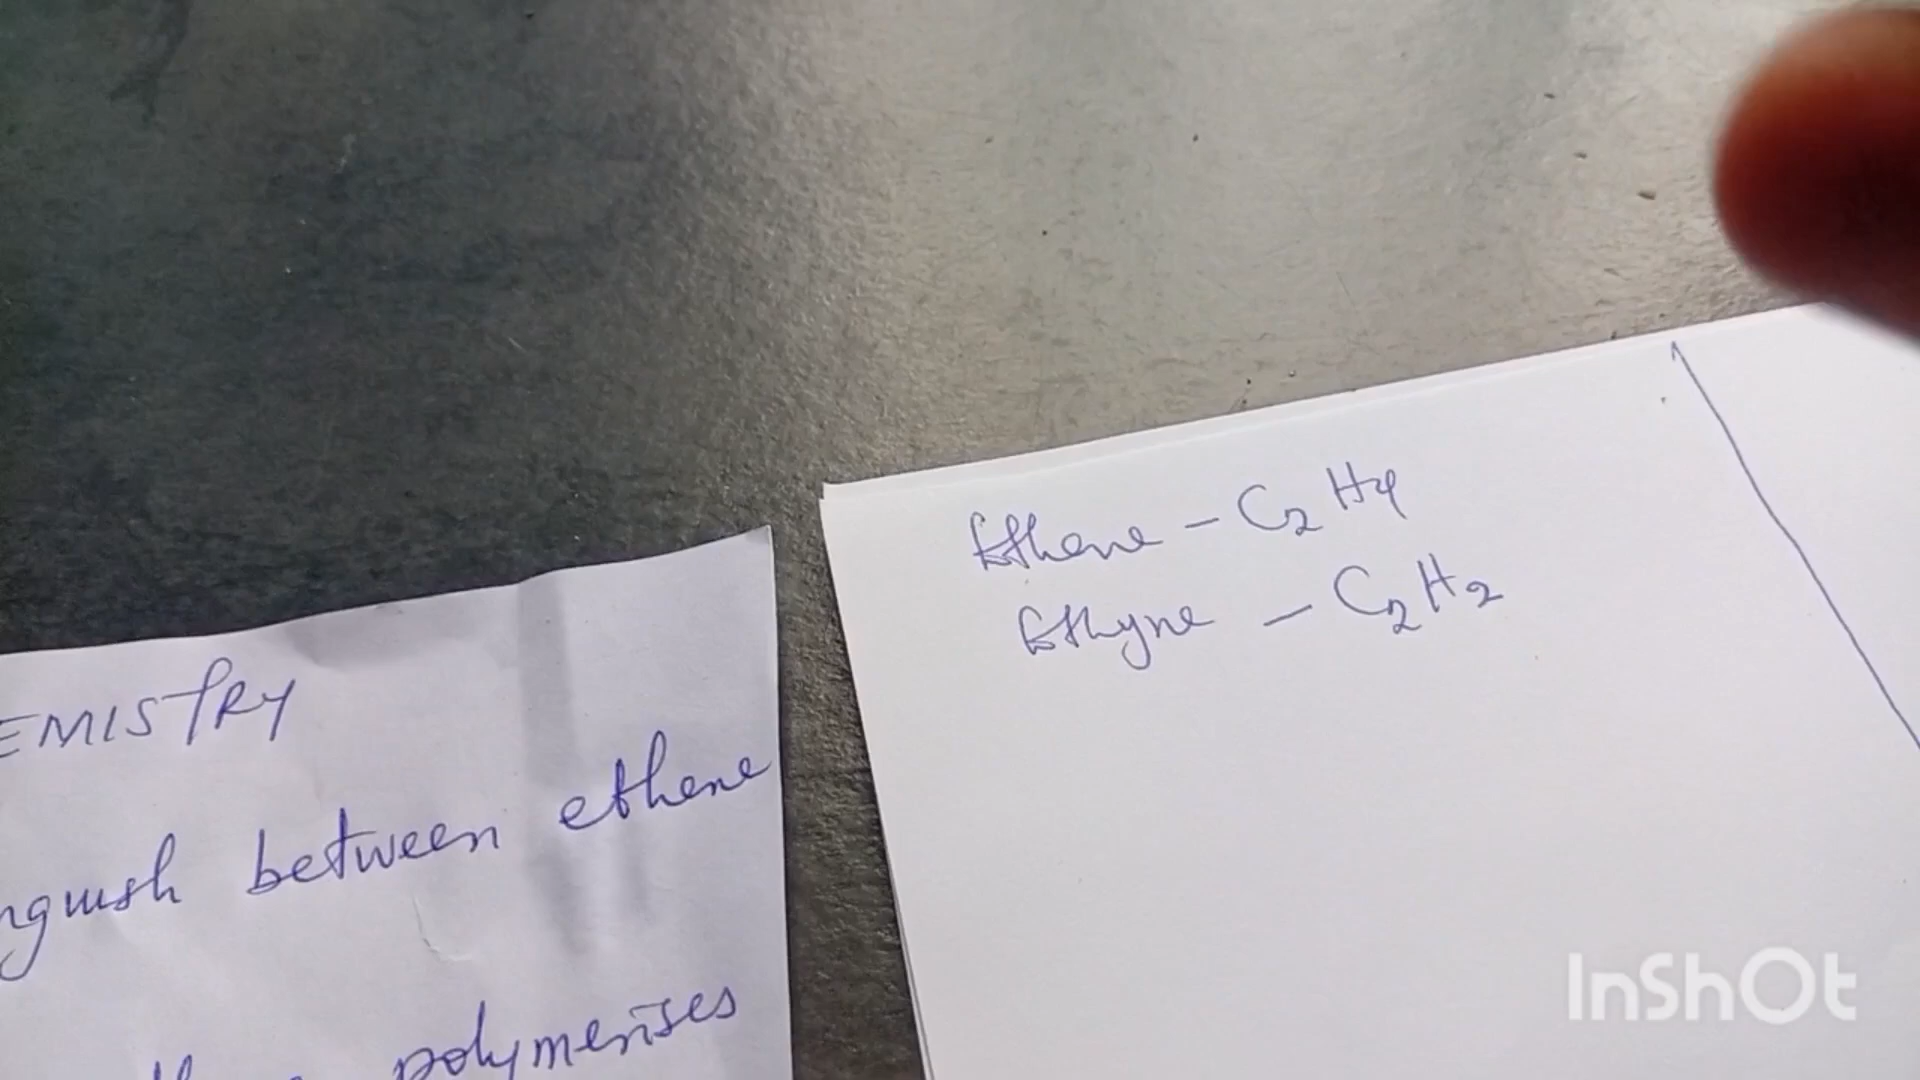 EMISTRY
nguish between ethene
polymerises
Ethene - C2H4
Ethyne - C2H2
InShOt